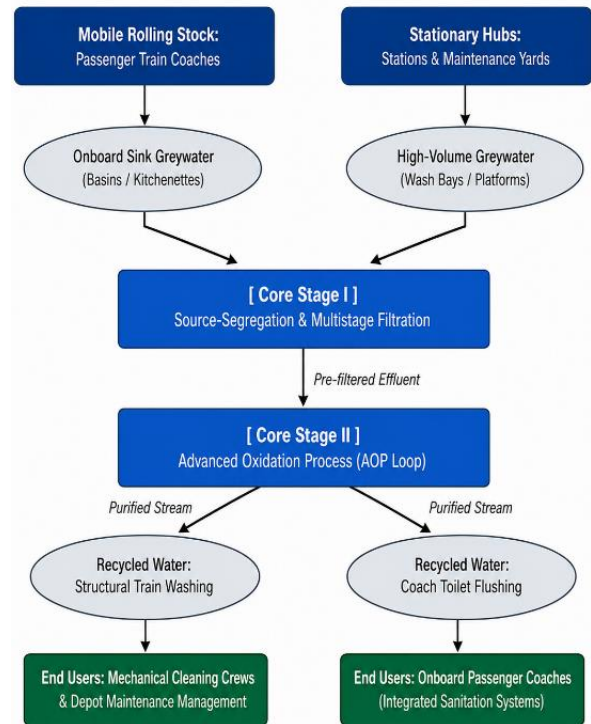 Mobile Rolling Stock:
Passenger Train Coaches
Stationary Hubs:
Stations & Maintenance Yards
Onboard Sink Greywater
(Basins / Kitchenettes)
High-Volume Greywater
(Wash Bays / Platforms)
[ Core Stage I ]
Source-Segregation & Multistage Filtration
Pre-filtered Effluent
[ Core Stage II ]
Advanced Oxidation Process (AOP Loop)
Purified Stream
Purified Stream
Recycled Water:
Structural Train Washing
Recycled Water:
Coach Toilet Flushing
End Users: Mechanical Cleaning Crews
& Depot Maintenance Management
End Users: Onboard Passenger Coaches
(Integrated Sanitation Systems)